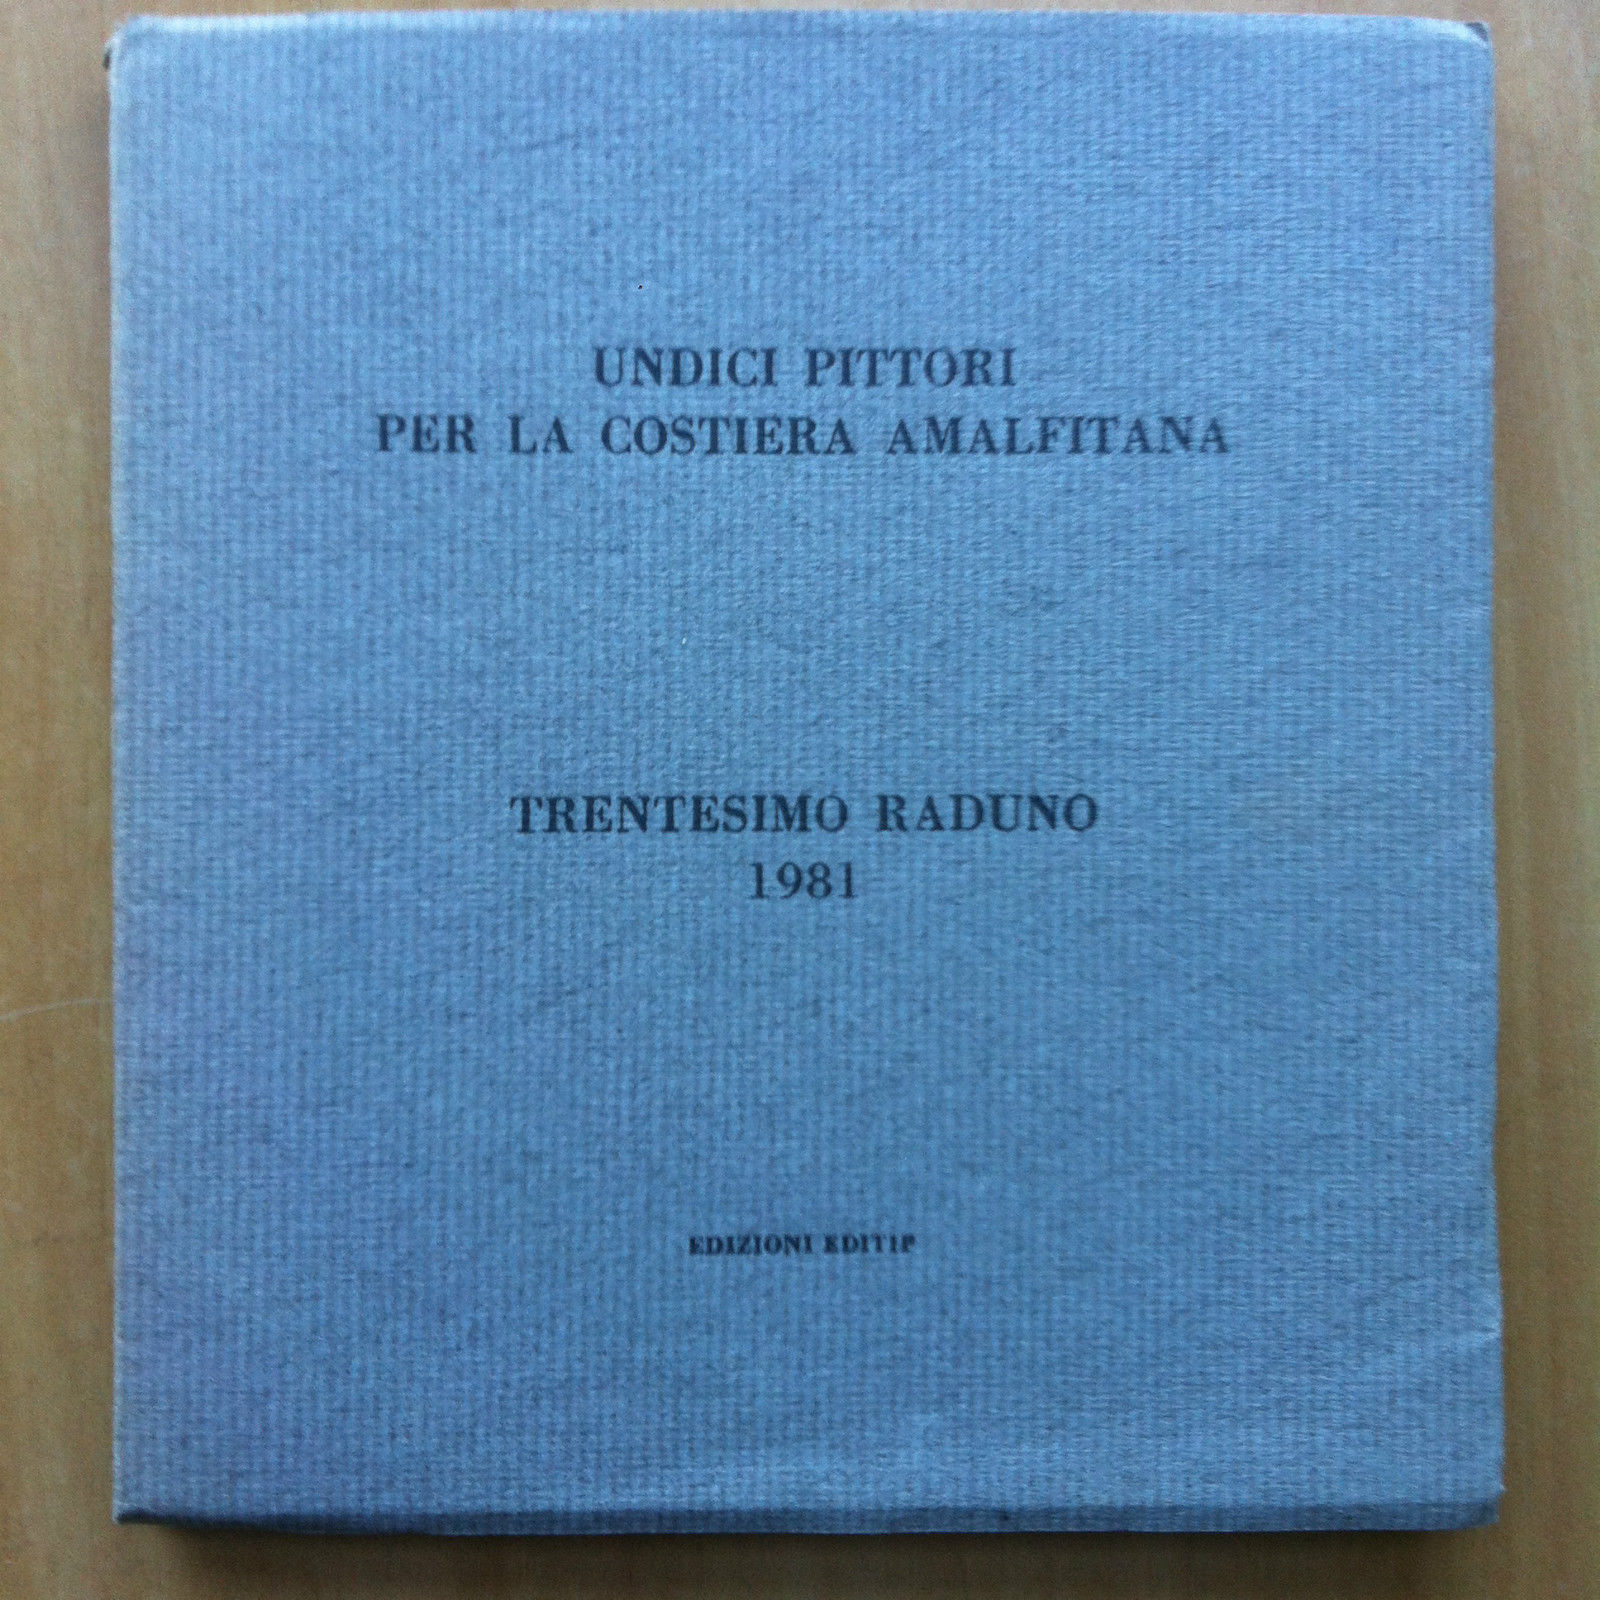 UNDICI PITTORI
PER LA COSTIERA AMALFITANA
TRENTESIMO RADUNO
1981
EDIZIONI EDITIP